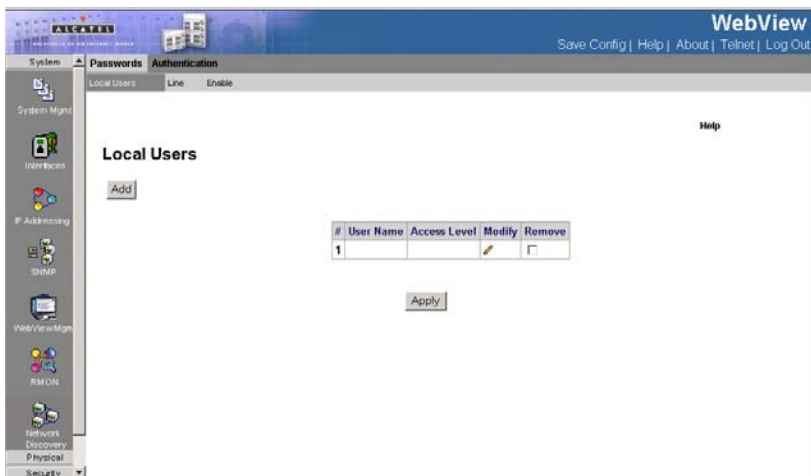 ALCATEL
WebView
Save Config | Help | About | Telnet | Log Out
System
Passwords Authentication
Local Users Line Enable
System Mgmt
Interfaces
IP Addressing
SNMP
WebViewMgm
RMON
Network
Discovery
Physical
Security
Help
Local Users
Add
# User Name Access Level Modify Remove
1
Apply